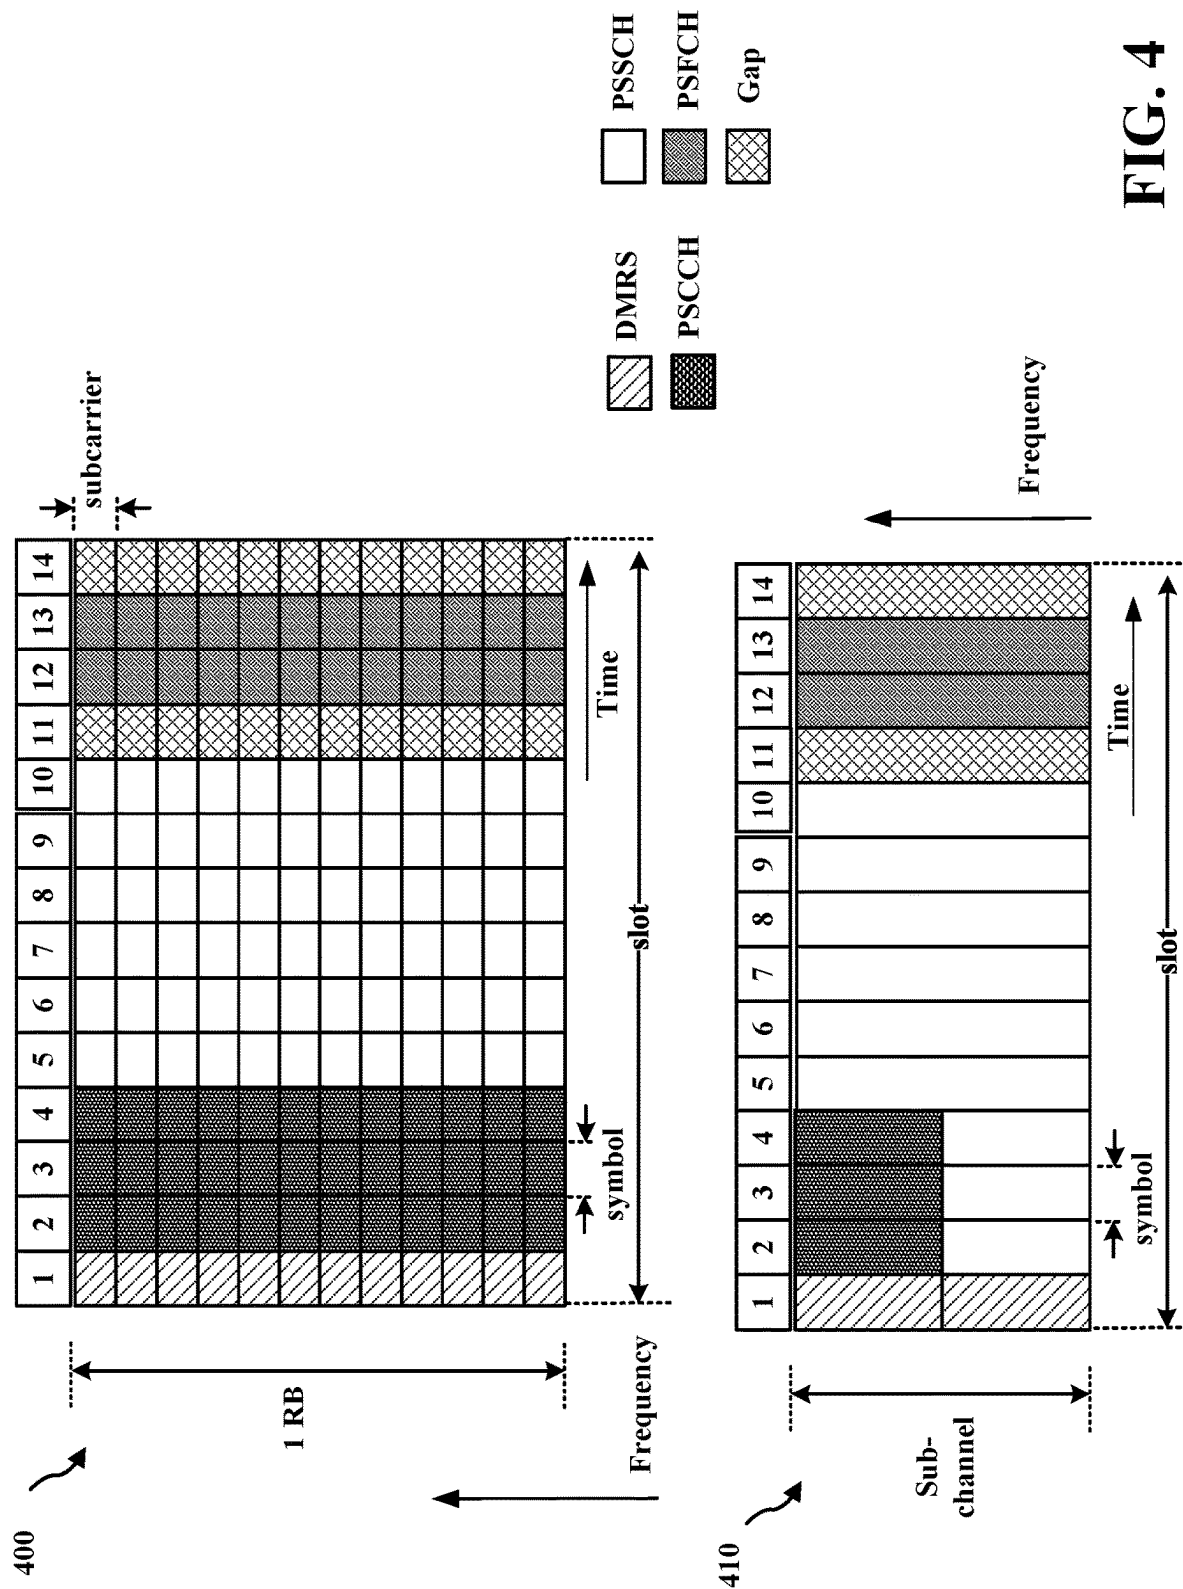 400
1 2 3 4 5 6 7 8 9 10 11 12 13 14
subcarrier
1 RB
symbol
Time
slot
Frequency
DMRS
PSSCH
PSCCH
PSFCH
Gap
410
1 2 3 4 5 6 7 8 9 10 11 12 13 14
Sub-
channel
Frequency
symbol
Time
slot
FIG. 4